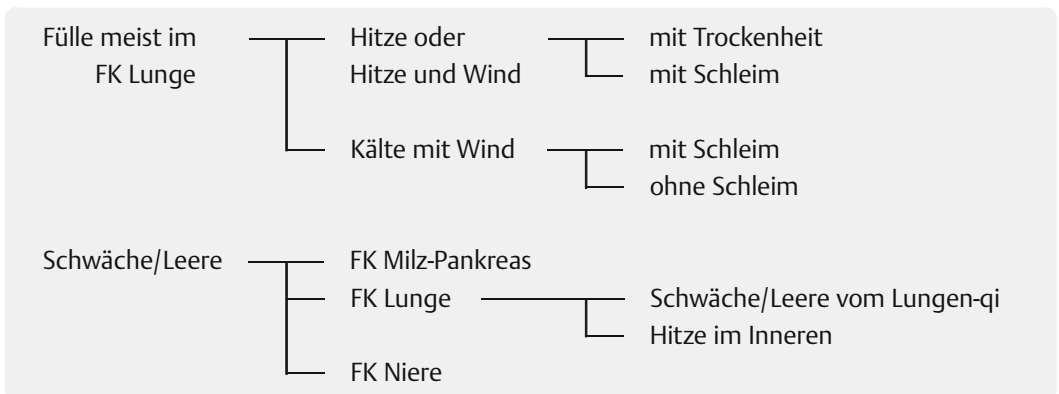 Fülle meist im Hitze oder mit Trockenheit
FK Lunge Hitze und Wind mit Schleim
Kälte mit Wind mit Schleim
ohne Schleim
Schwäche/Leere FK Milz-Pankreas
FK Lunge Schwäche/Leere vom Lungen-qi
Hitze im Inneren
FK Niere